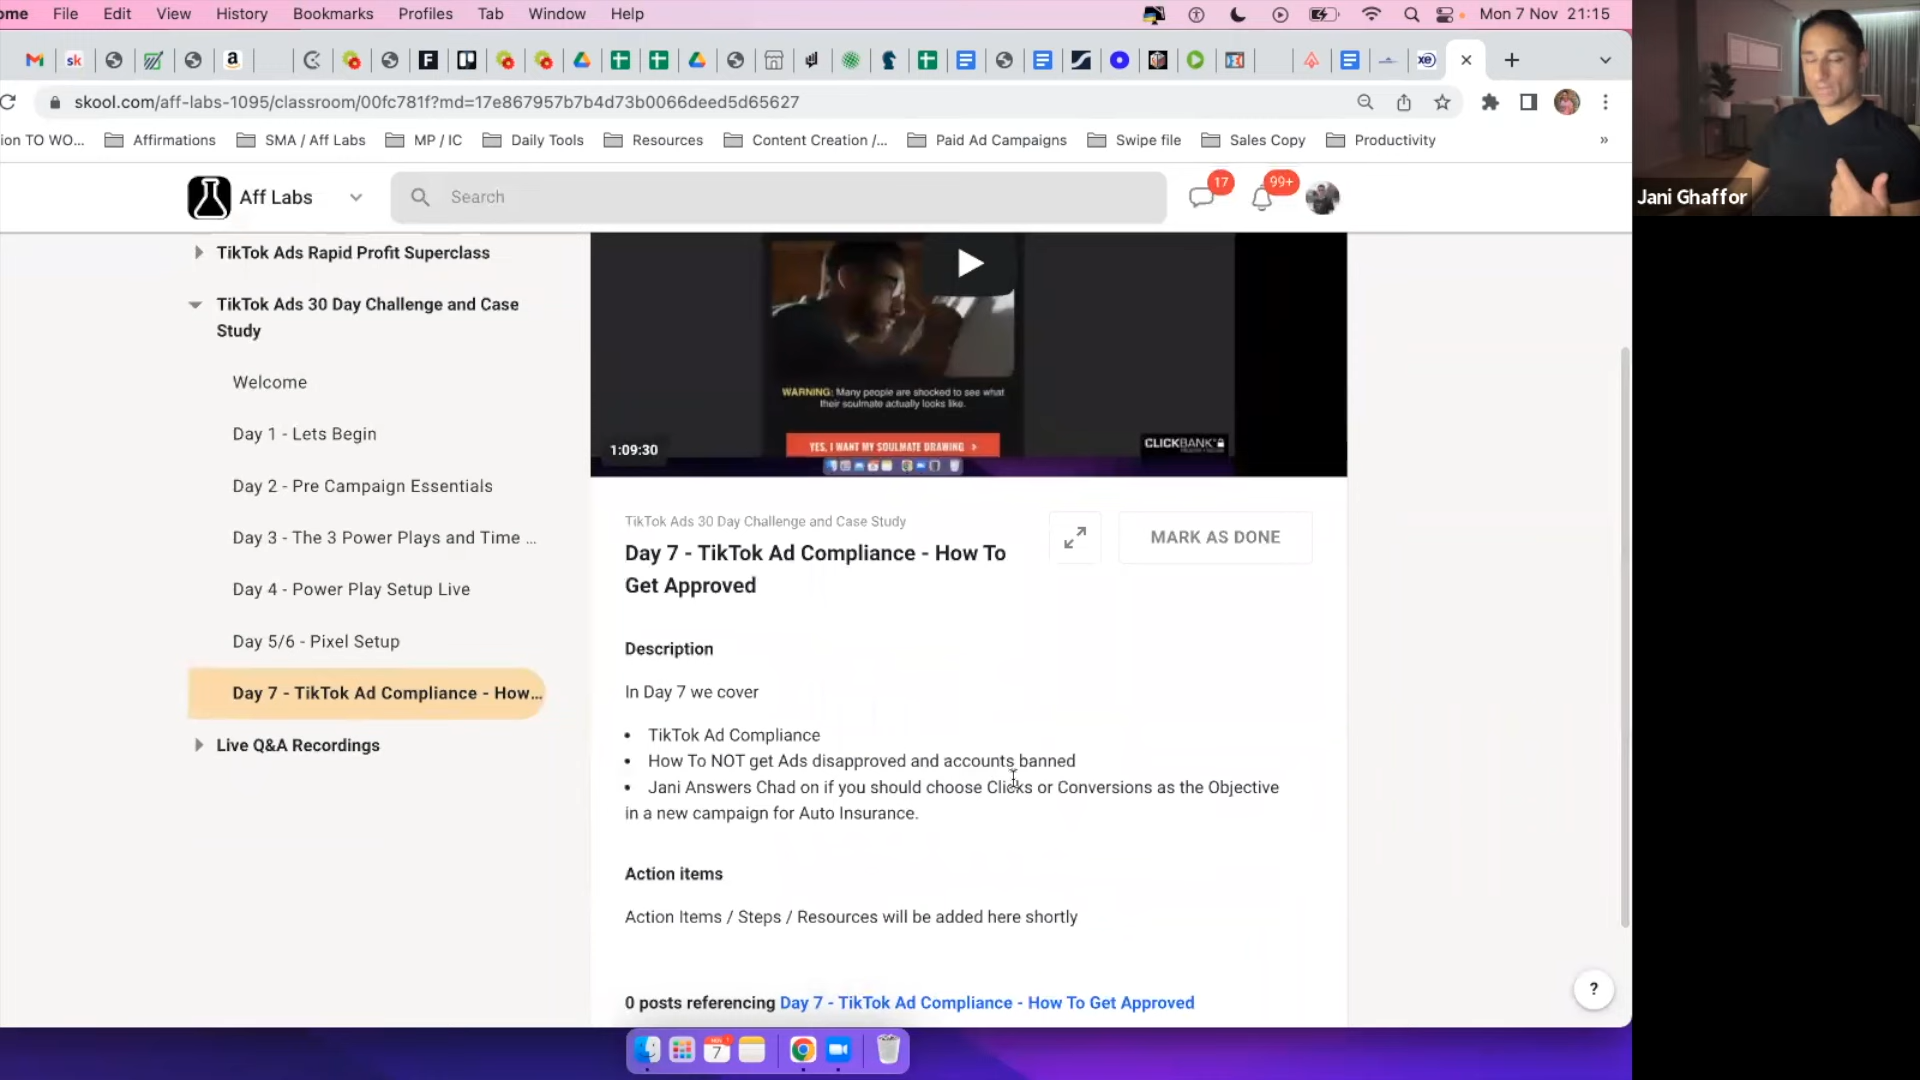 ome File Edit View History Bookmarks Profiles Tab Window Help Mon 7 Nov 21:15
skool.com/aff-labs-1095/classroom/00fc781f?md=17e867957b7b4d73b0066deed5d65627
ion TO WO... Affirmations SMA / Aff Labs MP / IC Daily Tools Resources Content Creation /... Paid Ad Campaigns Swipe file Sales Copy Productivity »
Jani Ghaffor
Aff Labs Search 17 99+
TikTok Ads Rapid Profit Superclass
TikTok Ads 30 Day Challenge and Case
Study
Welcome
Day 1 - Lets Begin
Day 2 - Pre Campaign Essentials
Day 3 - The 3 Power Plays and Time ...
Day 4 - Power Play Setup Live
Day 5/6 - Pixel Setup
Day 7 - TikTok Ad Compliance - How...
Live Q&A Recordings
WARNING: Many people are shocked to see what
their soulmate actually looks like.
YES, I WANT MY SOULMATE DRAWING >
CLICKBANK
1:09:30
TikTok Ads 30 Day Challenge and Case Study
Day 7 - TikTok Ad Compliance - How To
Get Approved
MARK AS DONE
Description
In Day 7 we cover
• TikTok Ad Compliance
• How To NOT get Ads disapproved and accounts banned
• Jani Answers Chad on if you should choose Clicks or Conversions as the Objective
in a new campaign for Auto Insurance.
Action items
Action Items / Steps / Resources will be added here shortly
0 posts referencing Day 7 - TikTok Ad Compliance - How To Get Approved
?